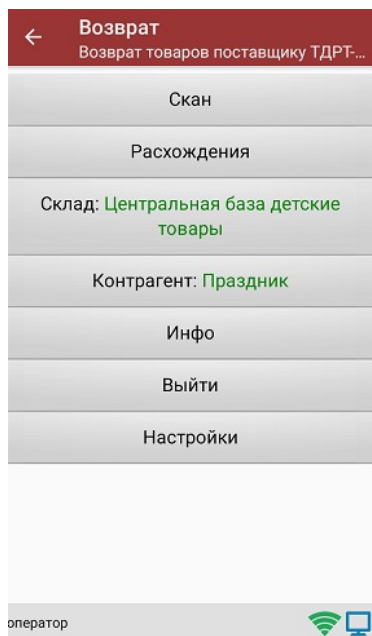 Возврат
Возврат товаров поставщику ТДРТ-...
Скан
Расхождения
Склад: Центральная база детские
товары
Контрагент: Праздник
Инфо
Выйти
Настройки
оператор